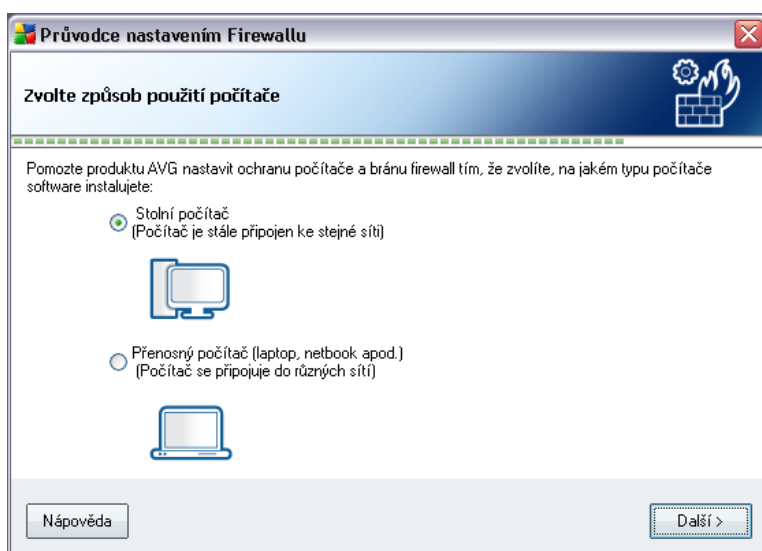 Průvodce nastavením Firewallu
Zvolte způsob použití počítače
Pomozte produktu AVG nastavit ochranu počítače a bránu firewall tím, že zvolíte, na jakém typu počítače
software instalujete:
Stolní počítač
(Počítač je stále připojen ke stejné síti)
Přenosný počítač (laptop, netbook apod.)
(Počítač se připojuje do různých sítí)
Nápověda
Další >